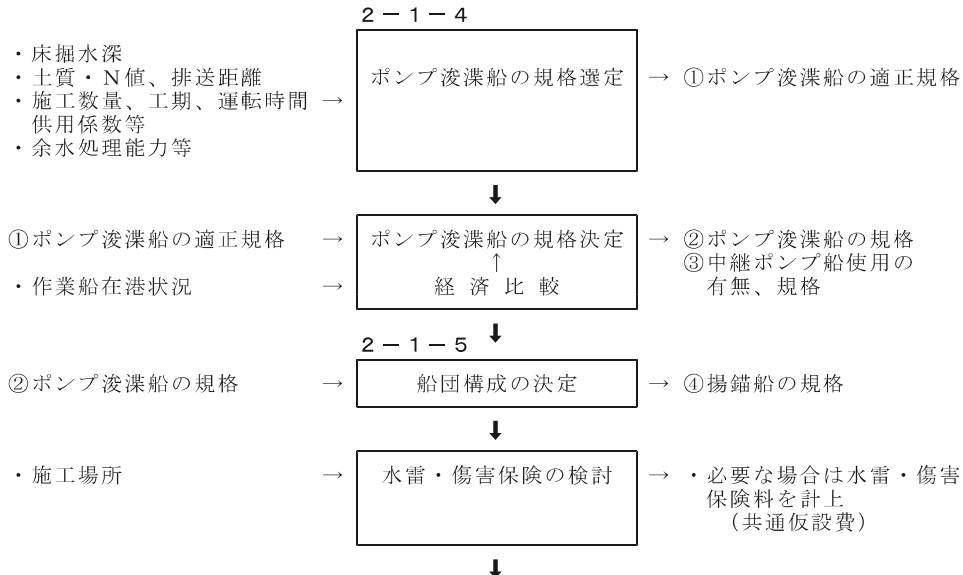 2－1－4
・床掘水深
・土質・N値、排送距離
・施工数量、工期、運転時間 →
供用係数等
・余水処理能力等
ポンプ浚渫船の規格選定
→ ①ポンプ浚渫船の適正規格
⬇
①ポンプ浚渫船の適正規格 → ポンプ浚渫船の規格決定 → ②ポンプ浚渫船の規格
↑ ③中継ポンプ船使用の
・作業船在港状況 → 経済比較 有無、規格
⬇
2－1－5
②ポンプ浚渫船の規格 → 船団構成の決定 → ④揚錨船の規格
⬇
・施工場所 → 水雷・傷害保険の検討 → ・必要な場合は水雷・傷害
保険料を計上
（共通仮設費）
⬇